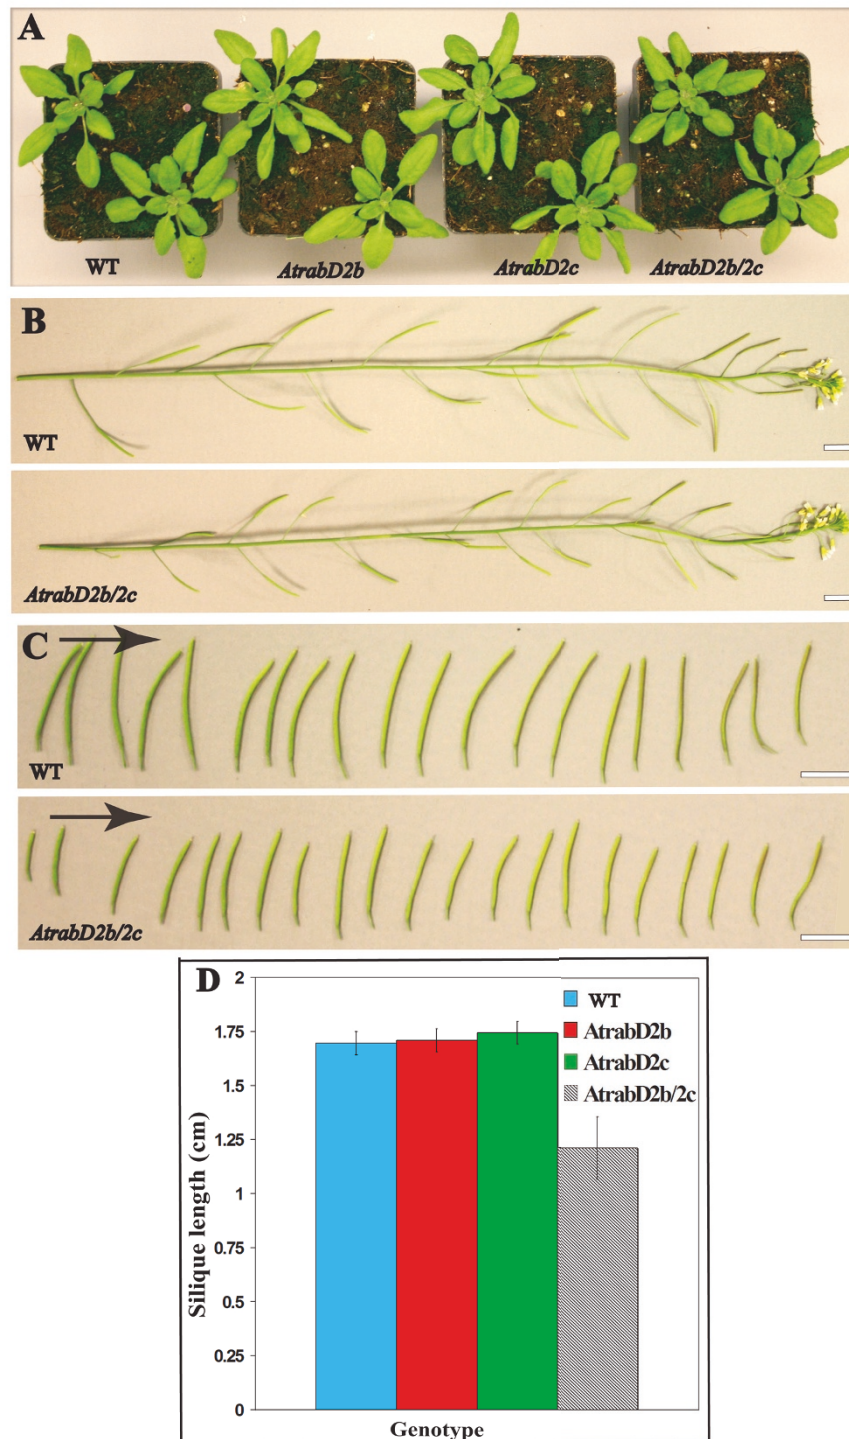 A
WT
AtrabD2b
AtrabD2c
AtrabD2b/2c
B
WT
AtrabD2b/2c
C
WT
AtrabD2b/2c
D
2
1.75
1.5
1.25
1
0.75
0.5
0.25
0
Silique length (cm)
Genotype
WT
AtrabD2b
AtrabD2c
AtrabD2b/2c